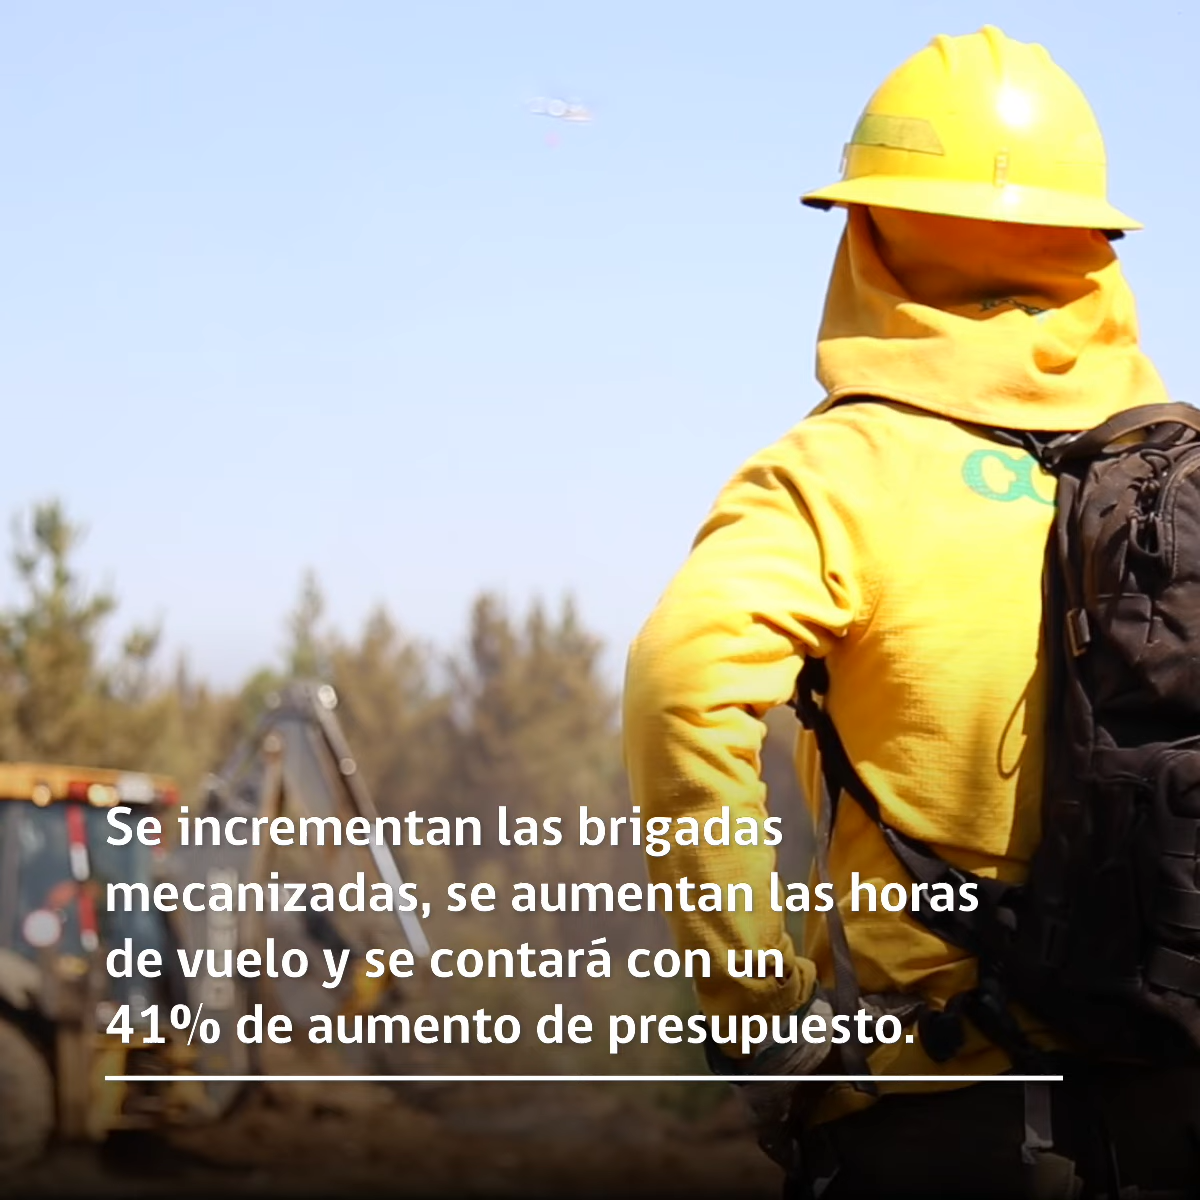 Se incrementan las brigadas
mecanizadas, se aumentan las horas
de vuelo y se contará con un
41% de aumento de presupuesto.